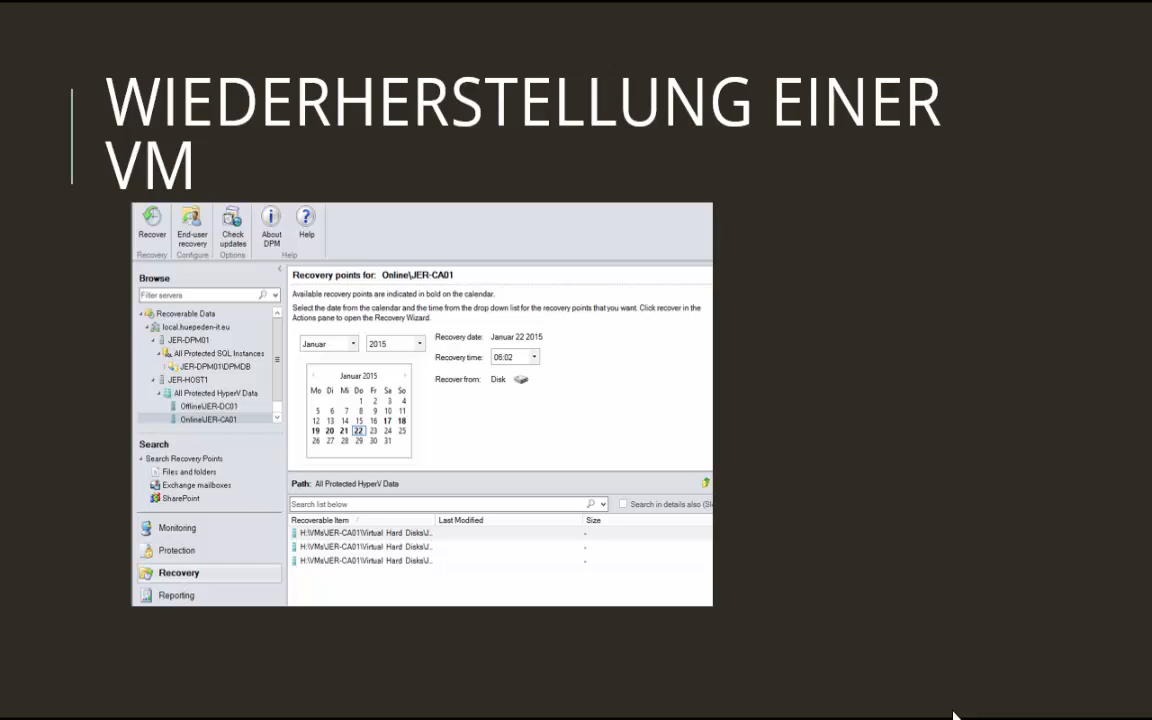 WIEDERHERSTELLUNG EINER
VM
Recover
End-user
recovery
Check
updates
About
DPM
Help
Recovery
Configure
Options
Help
Browse
Filter servers
Recoverable Data
local.huepeden-it.eu
JER-DPM01
All Protected SQL Instances
JER-DPM01\DPMDB
JER-HOST1
All Protected HyperV Data
Offline\JER-DC01
Online\JER-CA01
Search
Search Recovery Points
Files and folders
Exchange mailboxes
SharePoint
Monitoring
Protection
Recovery
Reporting
Recovery points for: Online\JER-CA01
Available recovery points are indicated in bold on the calendar.
Select the date from the calendar and the time from the drop down list for the recovery points that you want. Click recover in the
Actions pane to open the Recovery Wizard.
Januar 2015
Recovery date: Januar 22 2015
Recovery time: 06:02
Recover from: Disk
Januar 2015
Mo Di Mi Do Fr Sa So
1 2 3 4
5 6 7 8 9 10 11
12 13 14 15 16 17 18
19 20 21 22 23 24 25
26 27 28 29 30 31
Path: All Protected HyperV Data
Search list below
Search in details also
Recoverable Item Last Modified Size
H:\VMs\JER-CA01\Virtual Hard Disks\J.. -
H:\VMs\JER-CA01\Virtual Hard Disks\J.. -
H:\VMs\JER-CA01\Virtual Hard Disks\J.. -